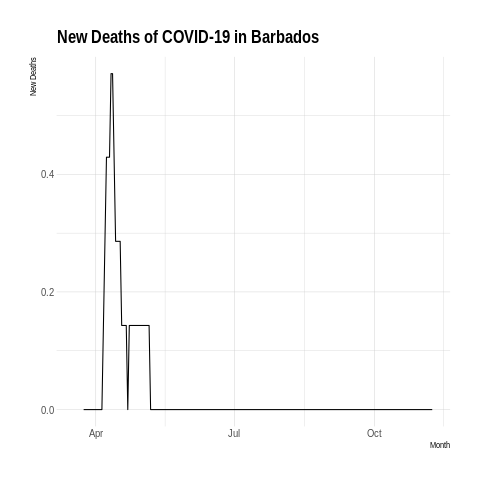 New Deaths of COVID-19 in Barbados
New Deaths
0.4
0.2
0.0
Apr
Jul
Oct
Month